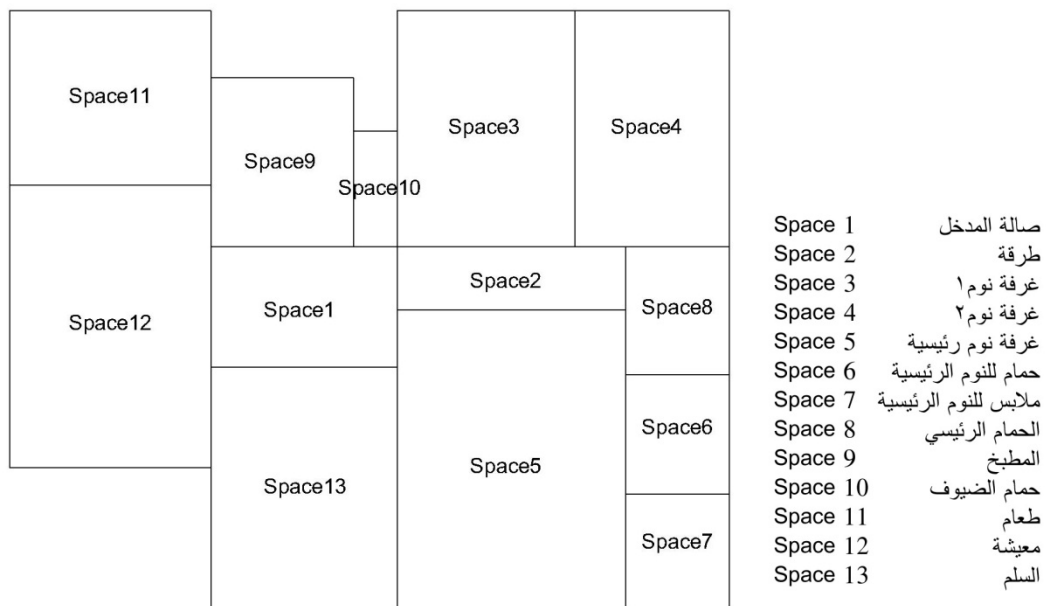 Space11
Space3
Space4
Space9
Space10
Space12
Space1
Space2
Space8
Space13
Space5
Space6
Space7
Space 1 صالة المدخل
Space 2 طرقة
Space 3 غرفة نوم١
Space 4 غرفة نوم٢
Space 5 غرفة نوم رئيسية
Space 6 حمام للنوم الرئيسية
Space 7 ملابس للنوم الرئيسية
Space 8 الحمام الرئيسي
Space 9 المطبخ
Space 10 حمام الضيوف
Space 11 طعام
Space 12 معيشة
Space 13 السلم